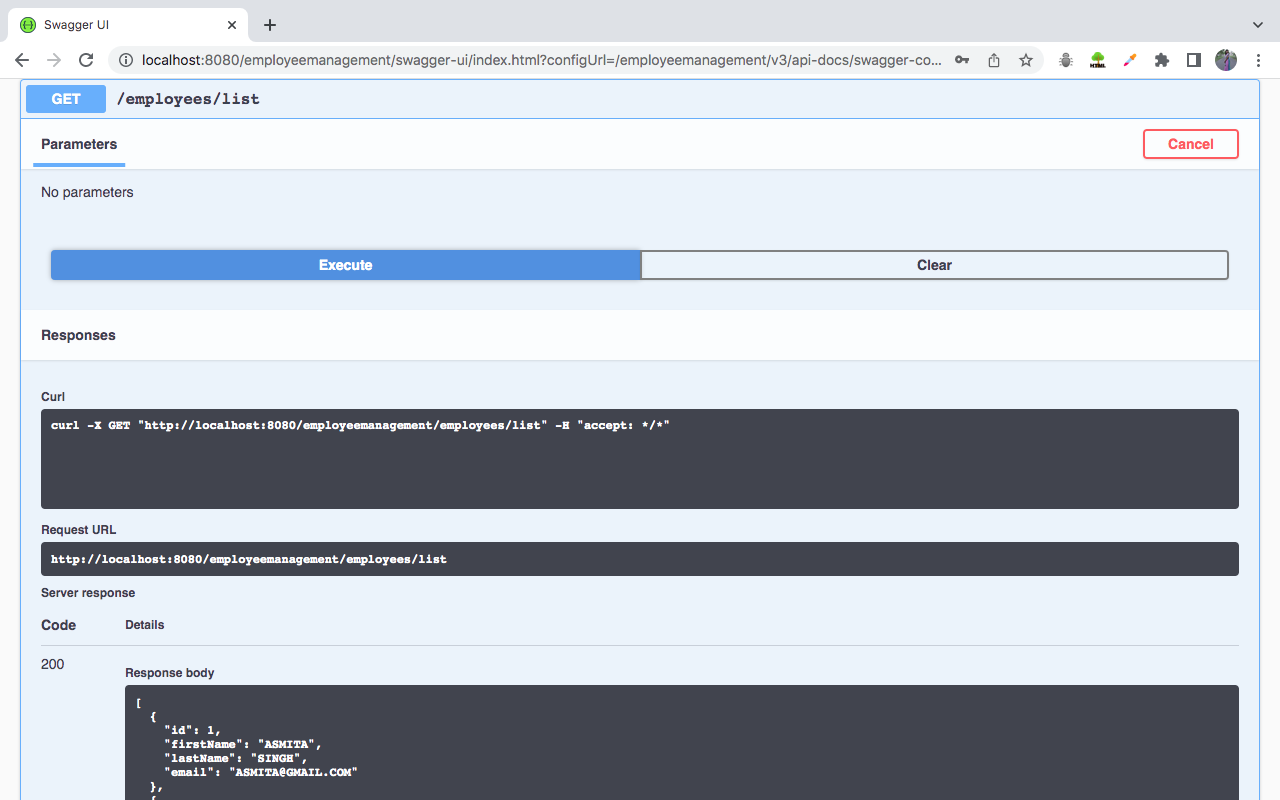 Swagger UI
localhost:8080/employeemanagement/swagger-ui/index.html?configUrl=/employeemanagement/v3/api-docs/swagger-co...
HTML
GET /employees/list
Parameters
Cancel
No parameters
Execute
Clear
Responses
Curl
curl -X GET "http://localhost:8080/employeemanagement/employees/list" -H "accept: */*"
Request URL
http://localhost:8080/employeemanagement/employees/list
Server response
Code Details
200
Response body
[
{
"id": 1,
"firstName": "ASMITA",
"lastName": "SINGH",
"email": "ASMITA@GMAIL.COM"
},
{